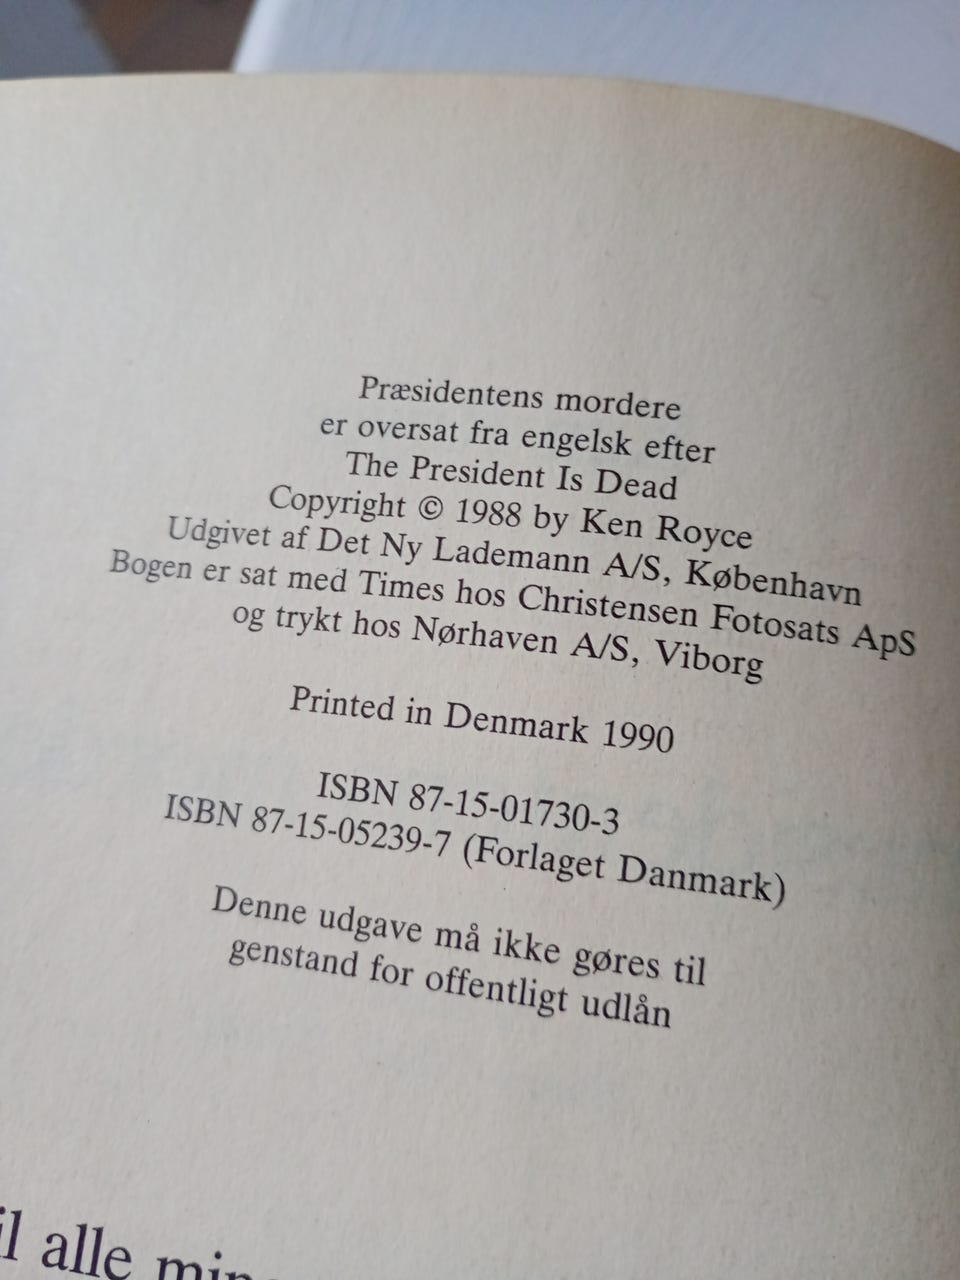 Præsidentens mordere
er oversat fra engelsk efter
The President Is Dead
Copyright © 1988 by Ken Royce
Udgivet af Det Ny Lademann A/S, København
Bogen er sat med Times hos Christensen Fotosats ApS
og trykt hos Nørhaven A/S, Viborg
Printed in Denmark 1990
ISBN 87-15-01730-3
ISBN 87-15-05239-7 (Forlaget Danmark)
Denne udgave må ikke gøres til
genstand for offentligt udlån
alle